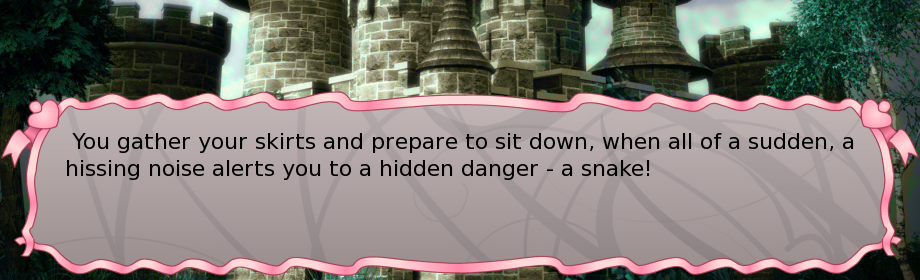 You gather your skirts and prepare to sit down, when all of a sudden, a
hissing noise alerts you to a hidden danger - a snake!